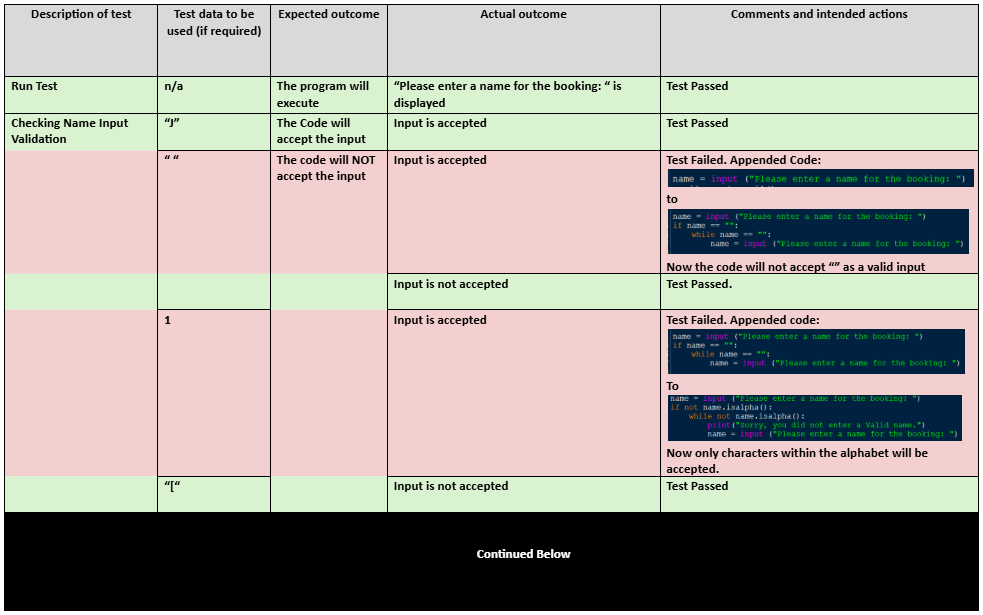 Description of test
Test data to be
used (if required)
Expected outcome
Actual outcome
Comments and intended actions
Run Test
n/a
The program will
execute
“Please enter a name for the booking: “ is
displayed
Test Passed
Checking Name Input
Validation
“J”
The Code will
accept the input
Input is accepted
Test Passed
“ “
The code will NOT
accept the input
Input is accepted
Test Failed. Appended Code:
name = input ("Please enter a name for the booking: ")
to
name = input ("Please enter a name for the booking: ")
if name == "":
while name == "":
name = input ("Please enter a name for the booking: ")
Now the code will not accept “” as a valid input
Input is not accepted
Test Passed.
1
Input is accepted
Test Failed. Appended code:
name = input ("Please enter a name for the booking: ")
if name == "":
while name == "":
name = input ("Please enter a name for the booking: ")
To
name = input ("Please enter a name for the booking: ")
if not name.isalpha():
while not name.isalpha():
print("Sorry, you did not enter a Valid name.")
name = input ("Please enter a name for the booking: ")
Now only characters within the alphabet will be
accepted.
“[“
Input is not accepted
Test Passed
Continued Below